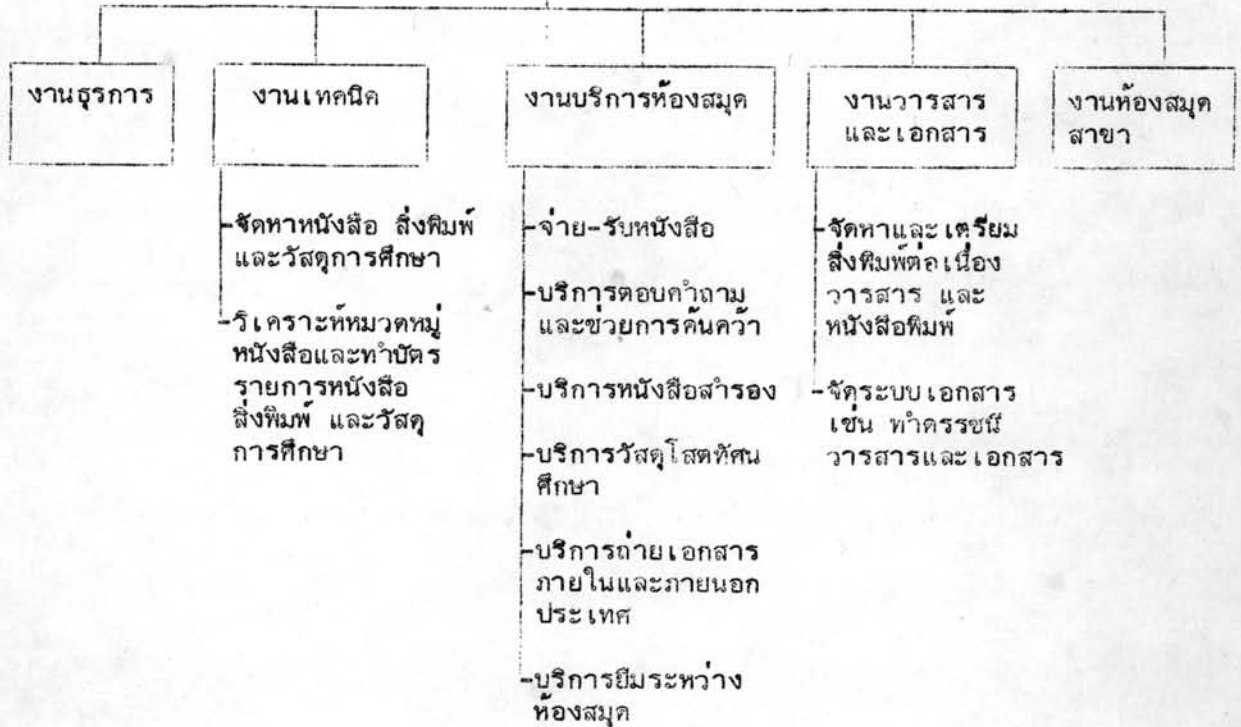 งานธุรการ
งานเทคนิค
- จัดหาหนังสือ สิ่งพิมพ์
และวัสดุการศึกษา
- วิเคราะห์หมวดหมู่
หนังสือและทำบัตร
รายการหนังสือ
สิ่งพิมพ์ และวัสดุ
การศึกษา
งานบริการห้องสมุด
- จ่าย-รับหนังสือ
- บริการตอบคำถาม
และช่วยการค้นคว้า
- บริการหนังสือสำรอง
- บริการวัสดุโสตทัศน
ศึกษา
- บริการถ่ายเอกสาร
ภายในและภายนอก
ประเทศ
- บริการยืมระหว่าง
ห้องสมุด
งานวารสาร
และเอกสาร
- จัดหาและเตรียม
สิ่งพิมพ์ต่อเนื่อง
วารสาร และ
หนังสือพิมพ์
- จัดระบบเอกสาร
เช่น ทำดรรชนี
วารสารและเอกสาร
งานห้องสมุด
สาขา